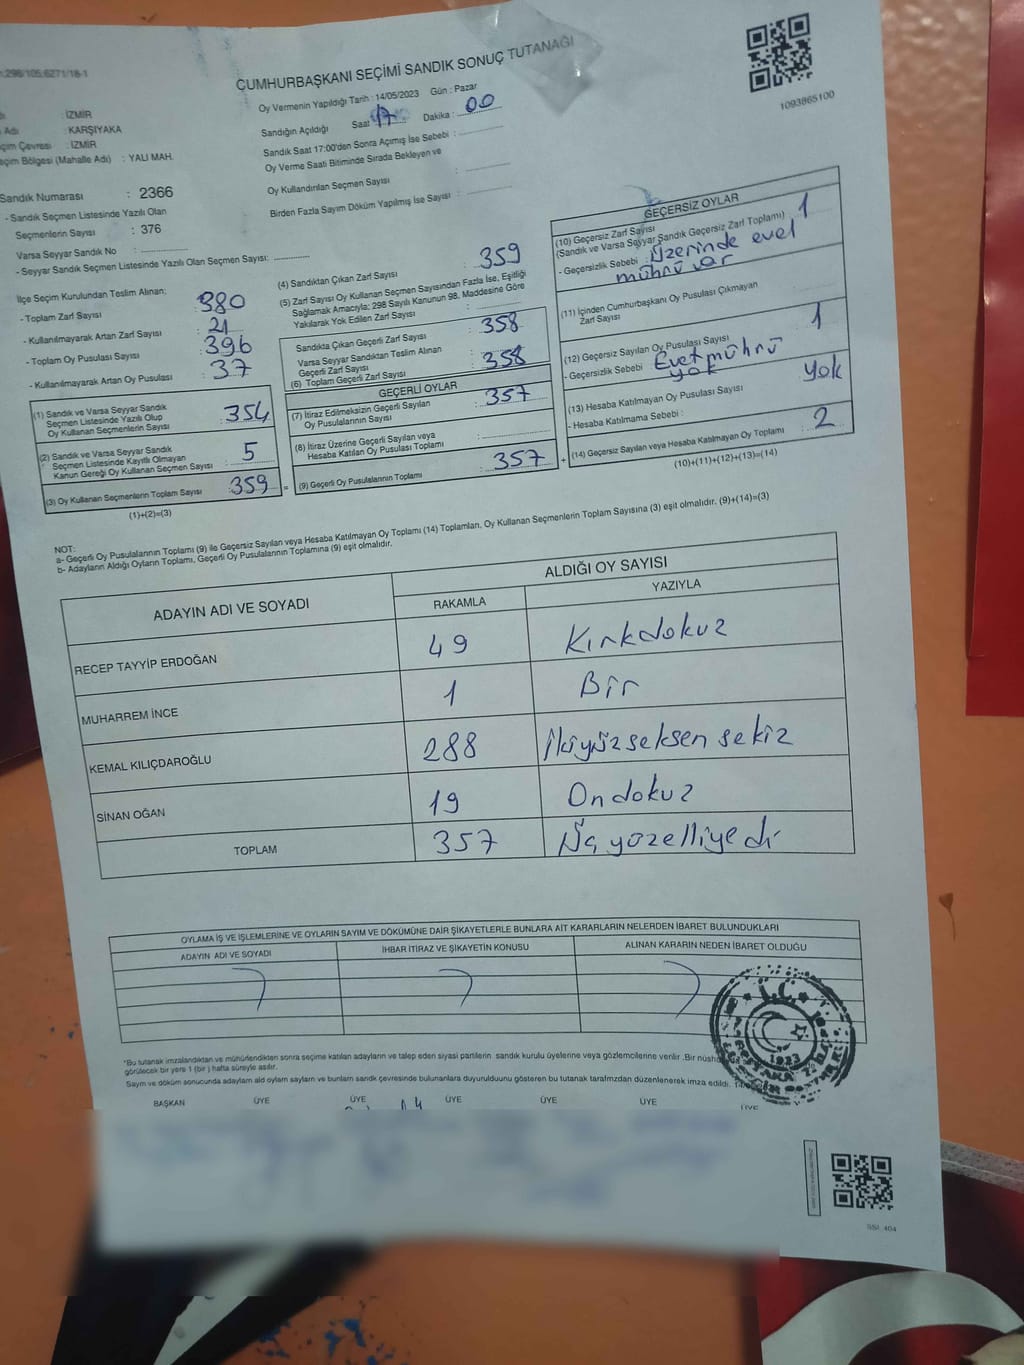 :298/105;6271/18-1
CUMHURBAŞKANI SEÇİMİ SANDIK SONUÇ TUTANAĞI
Oy Vermenin Yapıldığı Tarih : 14/05/2023 Gün : Pazar
1093865100
: İZMİR
Adı : KARŞIYAKA
çim Çevresi : İZMİR
eçim Bölgesi (Mahalle Adı) : YALI MAH.
Sandığın Açıldığı Saat 17 Dakika : 00
Sandık Saat 17:00'den Sonra Açımış İse Sebebi :
Oy Verme Saati Bitiminde Sırada Bekleyen ve
Oy Kullandırılan Seçmen Sayısı :
Birden Fazla Sayım Döküm Yapılmış İse Sayısı :
Sandık Numarası : 2366
- Sandık Seçmen Listesinde Yazılı Olan
Seçmenlerin Sayısı : 376
Varsa Seyyar Sandık No :
- Seyyar Sandık Seçmen Listesinde Yazılı Olan Seçmen Sayısı:
İlçe Seçim Kurulundan Teslim Alınan:
- Toplam Zarf Sayısı : 380
- Kullanılmayarak Artan Zarf Sayısı : 21
- Toplam Oy Pusulası Sayısı : 396
- Kullanılmayarak Artan Oy Pusulası : 37
(1) Sandık ve Varsa Seyyar Sandık
Seçmen Listesinde Yazılı Olup
Oy Kullanan Seçmenlerin Sayısı : 354
(2) Sandık ve Varsa Seyyar Sandık
Seçmen Listesinde Kayıtlı Olmayan
Kanun Gereği Oy Kullanan Seçmen Sayısı : 5
(3) Oy Kullanan Seçmenlerin Toplam Sayısı : 359
(1)+(2)=(3)
(4) Sandıktan Çıkan Zarf Sayısı : 359
(5) Zarf Sayısı Oy Kullanan Seçmen Sayısından Fazla İse, Eşitliği
Sağlamak Amacıyla; 298 Sayılı Kanunun 98. Maddesine Göre
Yakılarak Yok Edilen Zarf Sayısı :
Sandıkta Çıkan Geçerli Zarf Sayısı : 358
Varsa Seyyar Sandıktan Teslim Alınan
Geçerli Zarf Sayısı :
(6) Toplam Geçerli Zarf Sayısı : 358
GEÇERLİ OYLAR
(7) İtiraz Edilmeksizin Geçerli Sayılan
Oy Pusulalarının Sayısı : 357
(8) İtiraz Üzerine Geçerli Sayılan veya
Hesaba Katılan Oy Pusulası Toplamı :
= (9) Geçerli Oy Pusulalarının Toplamı : 357 +
GEÇERSİZ OYLAR
(10) Geçersiz Zarf Sayısı
(Sandık ve Varsa Seyyar Sandık Geçersiz Zarf Toplamı) : 1
- Geçersizlik Sebebi : Üzerinde evet
mührü var
(11) İçinden Cumhurbaşkanı Oy Pusulası Çıkmayan
Zarf Sayısı
(12) Geçersiz Sayılan Oy Pusulası Sayısı : 1
- Geçersizlik Sebebi Evet mührü
yok
(13) Hesaba Katılmayan Oy Pusulası Sayısı yok
- Hesaba Katılmama Sebebi :
(14) Geçersiz Sayılan veya Hesaba Katılmayan Oy Toplamı : 2
(10)+(11)+(12)+(13)=(14)
NOT:
a- Geçerli Oy Pusulalarının Toplamı (9) ile Geçersiz Sayılan veya Hesaba Katılmayan Oy Toplamı (14) Toplamları, Oy Kullanan Seçmenlerin Toplam Sayısına (3) eşit olmalıdır. (9)+(14)=(3)
b- Adayların Aldığı Oyların Toplamı, Geçerli Oy Pusulalarının Toplamına (9) eşit olmalıdır.
ADAYIN ADI VE SOYADI ALDIĞI OY SAYISI
RAKAMLA YAZIYLA
RECEP TAYYİP ERDOĞAN 49 Kırkdokuz
MUHARREM İNCE 1 Bir
KEMAL KILIÇDAROĞLU 288 İkiyüzseksensekiz
SİNAN OĞAN 19 Ondokuz
TOPLAM 357 Üçyüzelliyedi
OYLAMA İŞ VE İŞLEMLERİNE VE OYLARIN SAYIM VE DÖKÜMÜNE DAİR ŞİKAYETLERLE BUNLARA AİT KARARLARIN NELERDEN İBARET BULUNDUKLARI
ADAYIN ADI VE SOYADI İHBAR İTİRAZ VE ŞİKAYETİN KONUSU ALINAN KARARIN NEDEN İBARET OLDUĞU
T.C.
1923
*Bu tutanak imzalandıktan ve mühürlendikten sonra seçime katılan adayların ve talep eden siyasi partilerin sandık kurulu üyelerine veya gözlemcilerine verilir .Bir nüsha
görülecek bir yere 1 (bir ) hafta süreyle asılır.
Sayım ve döküm sonucunda adayların aldı oyların sayların ve bunların sandık çevresinde bulunanlara duyurulduunu gösteren bu tutanak tarafmzdan düzenlenerek imza edildi.
BAŞKAN ÜYE ÜYE ÜYE ÜYE ÜYE ÜYE
SSI: 404